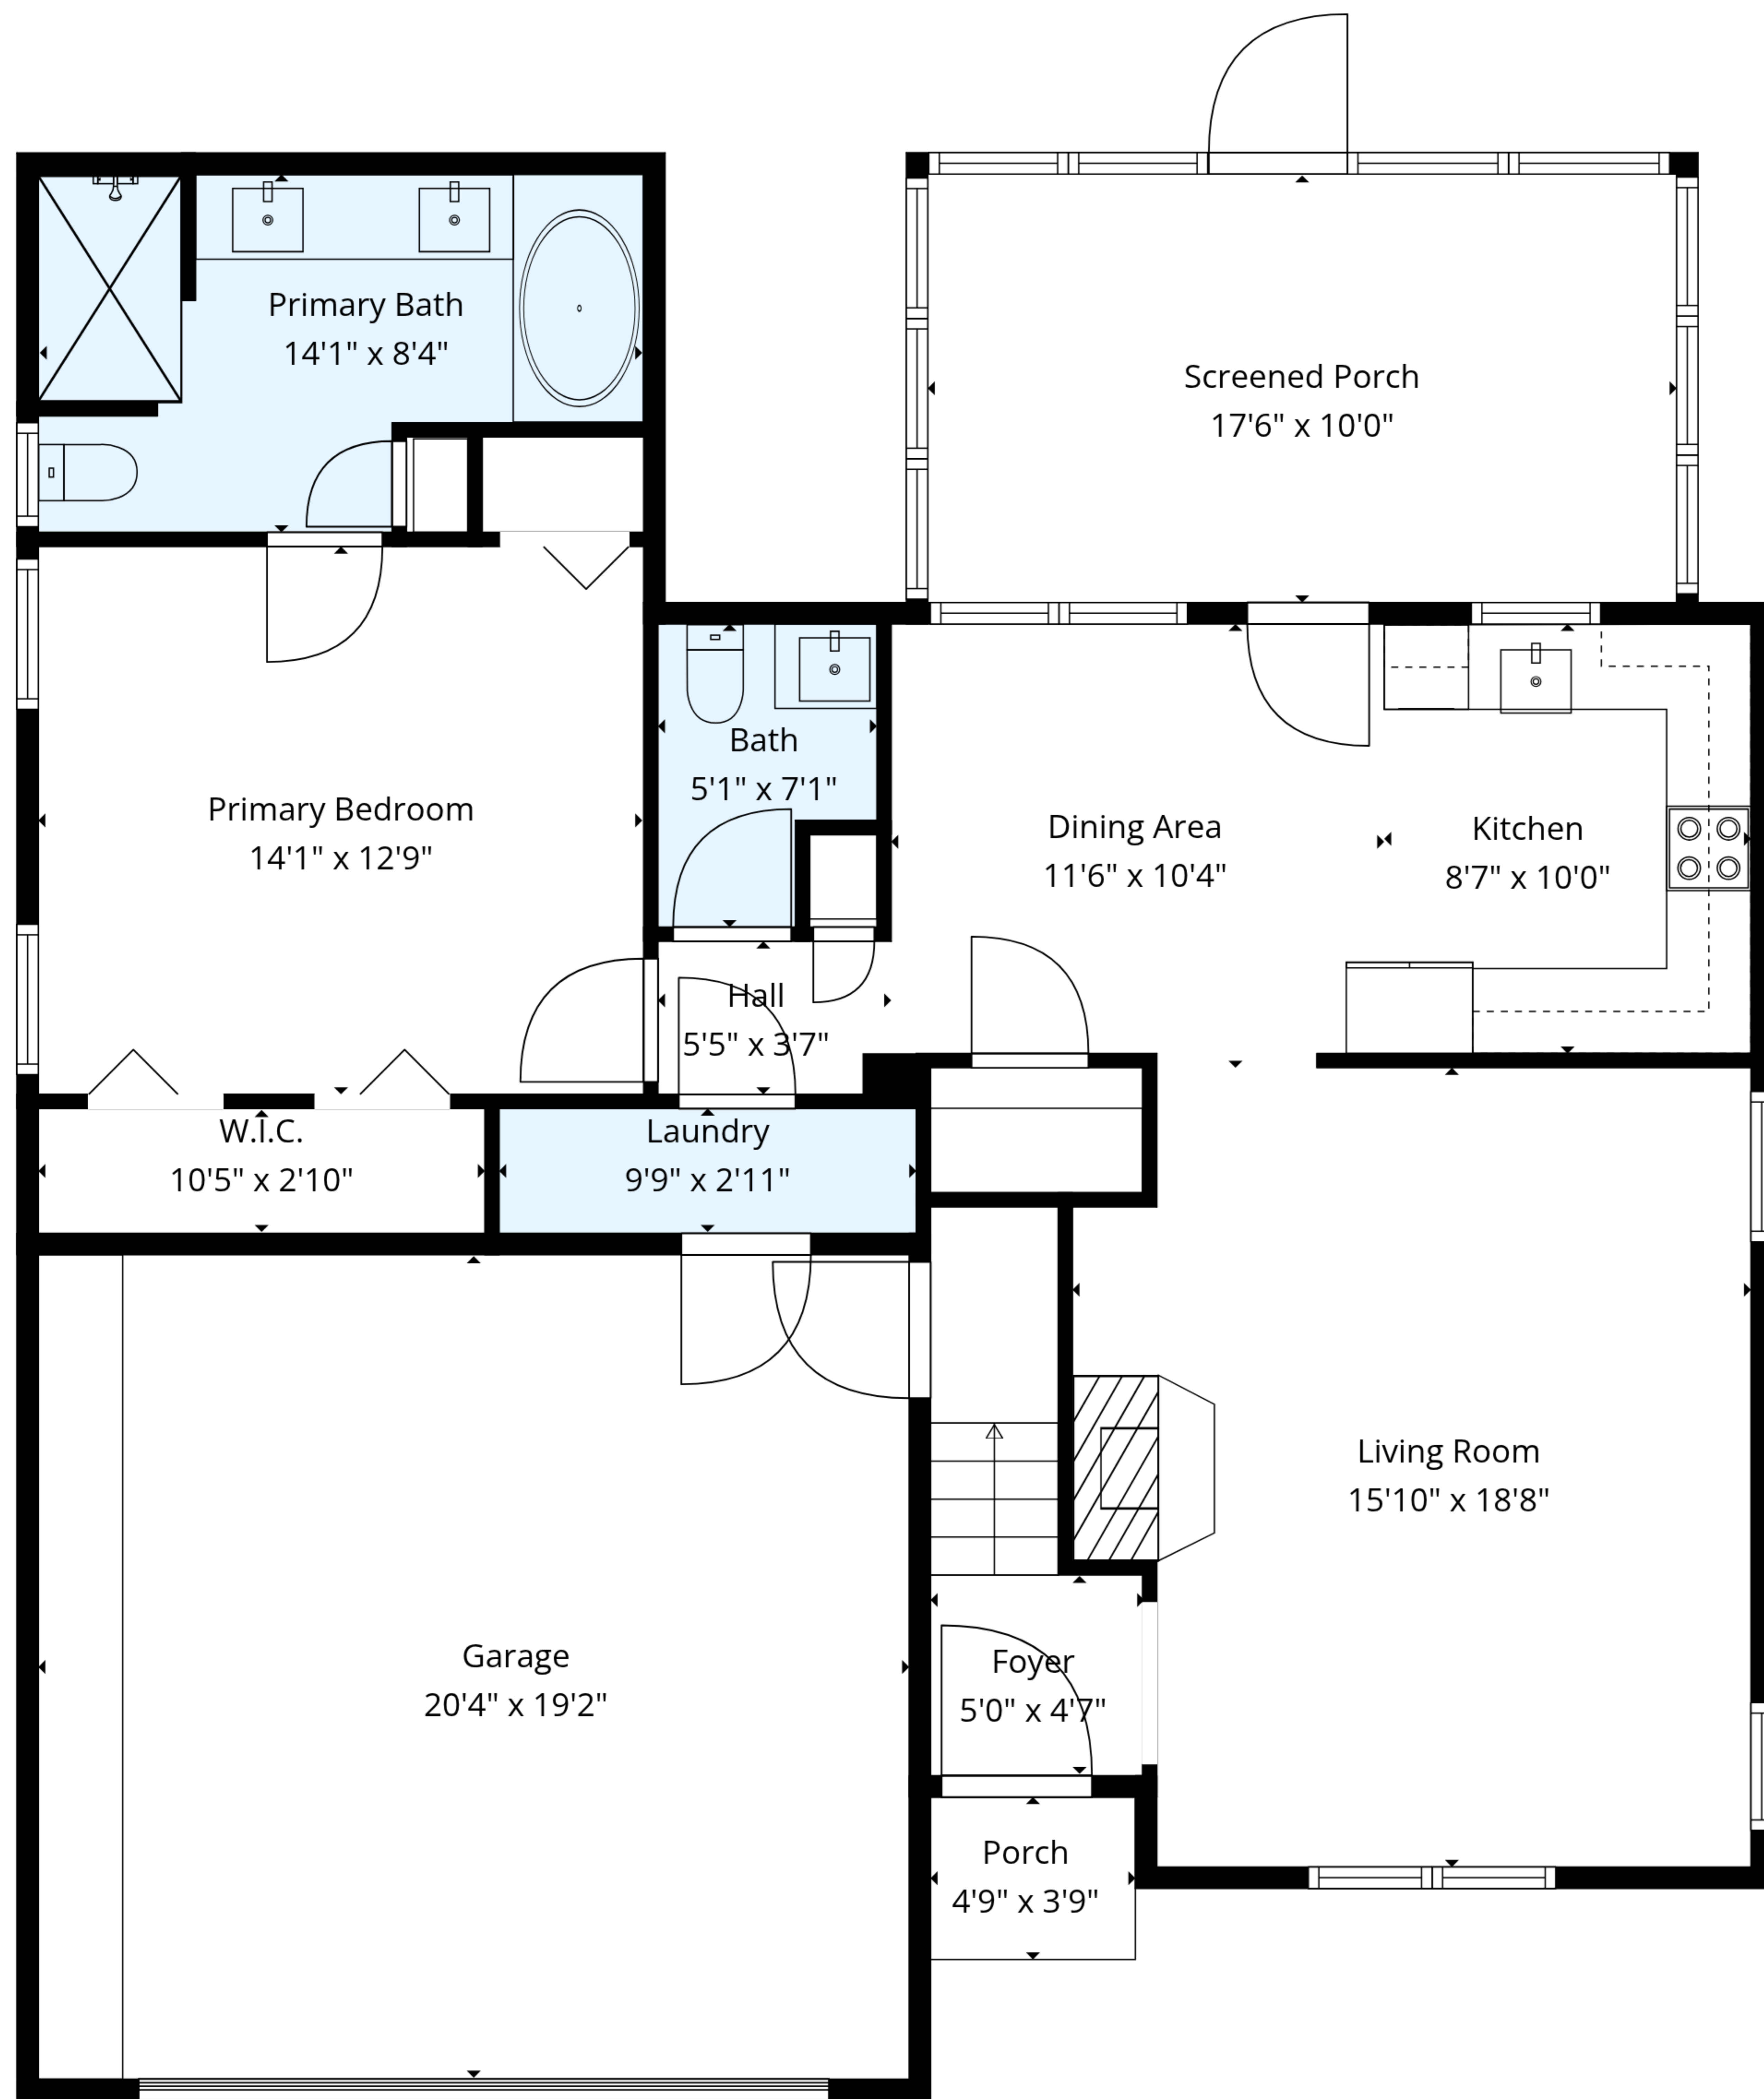 Primary Bath
14'1" x 8'4"
Screened Porch
17'6" x 10'0"
Bath
5'1" x 7'1"
Primary Bedroom
14'1" x 12'9"
Dining Area
11'6" x 10'4"
Kitchen
8'7" x 10'0"
Hall
5'5" x 3'7"
W.I.C.
10'5" x 2'10"
Laundry
9'9" x 2'11"
Living Room
15'10" x 18'8"
Garage
20'4" x 19'2"
Foyer
5'0" x 4'7"
Porch
4'9" x 3'9"